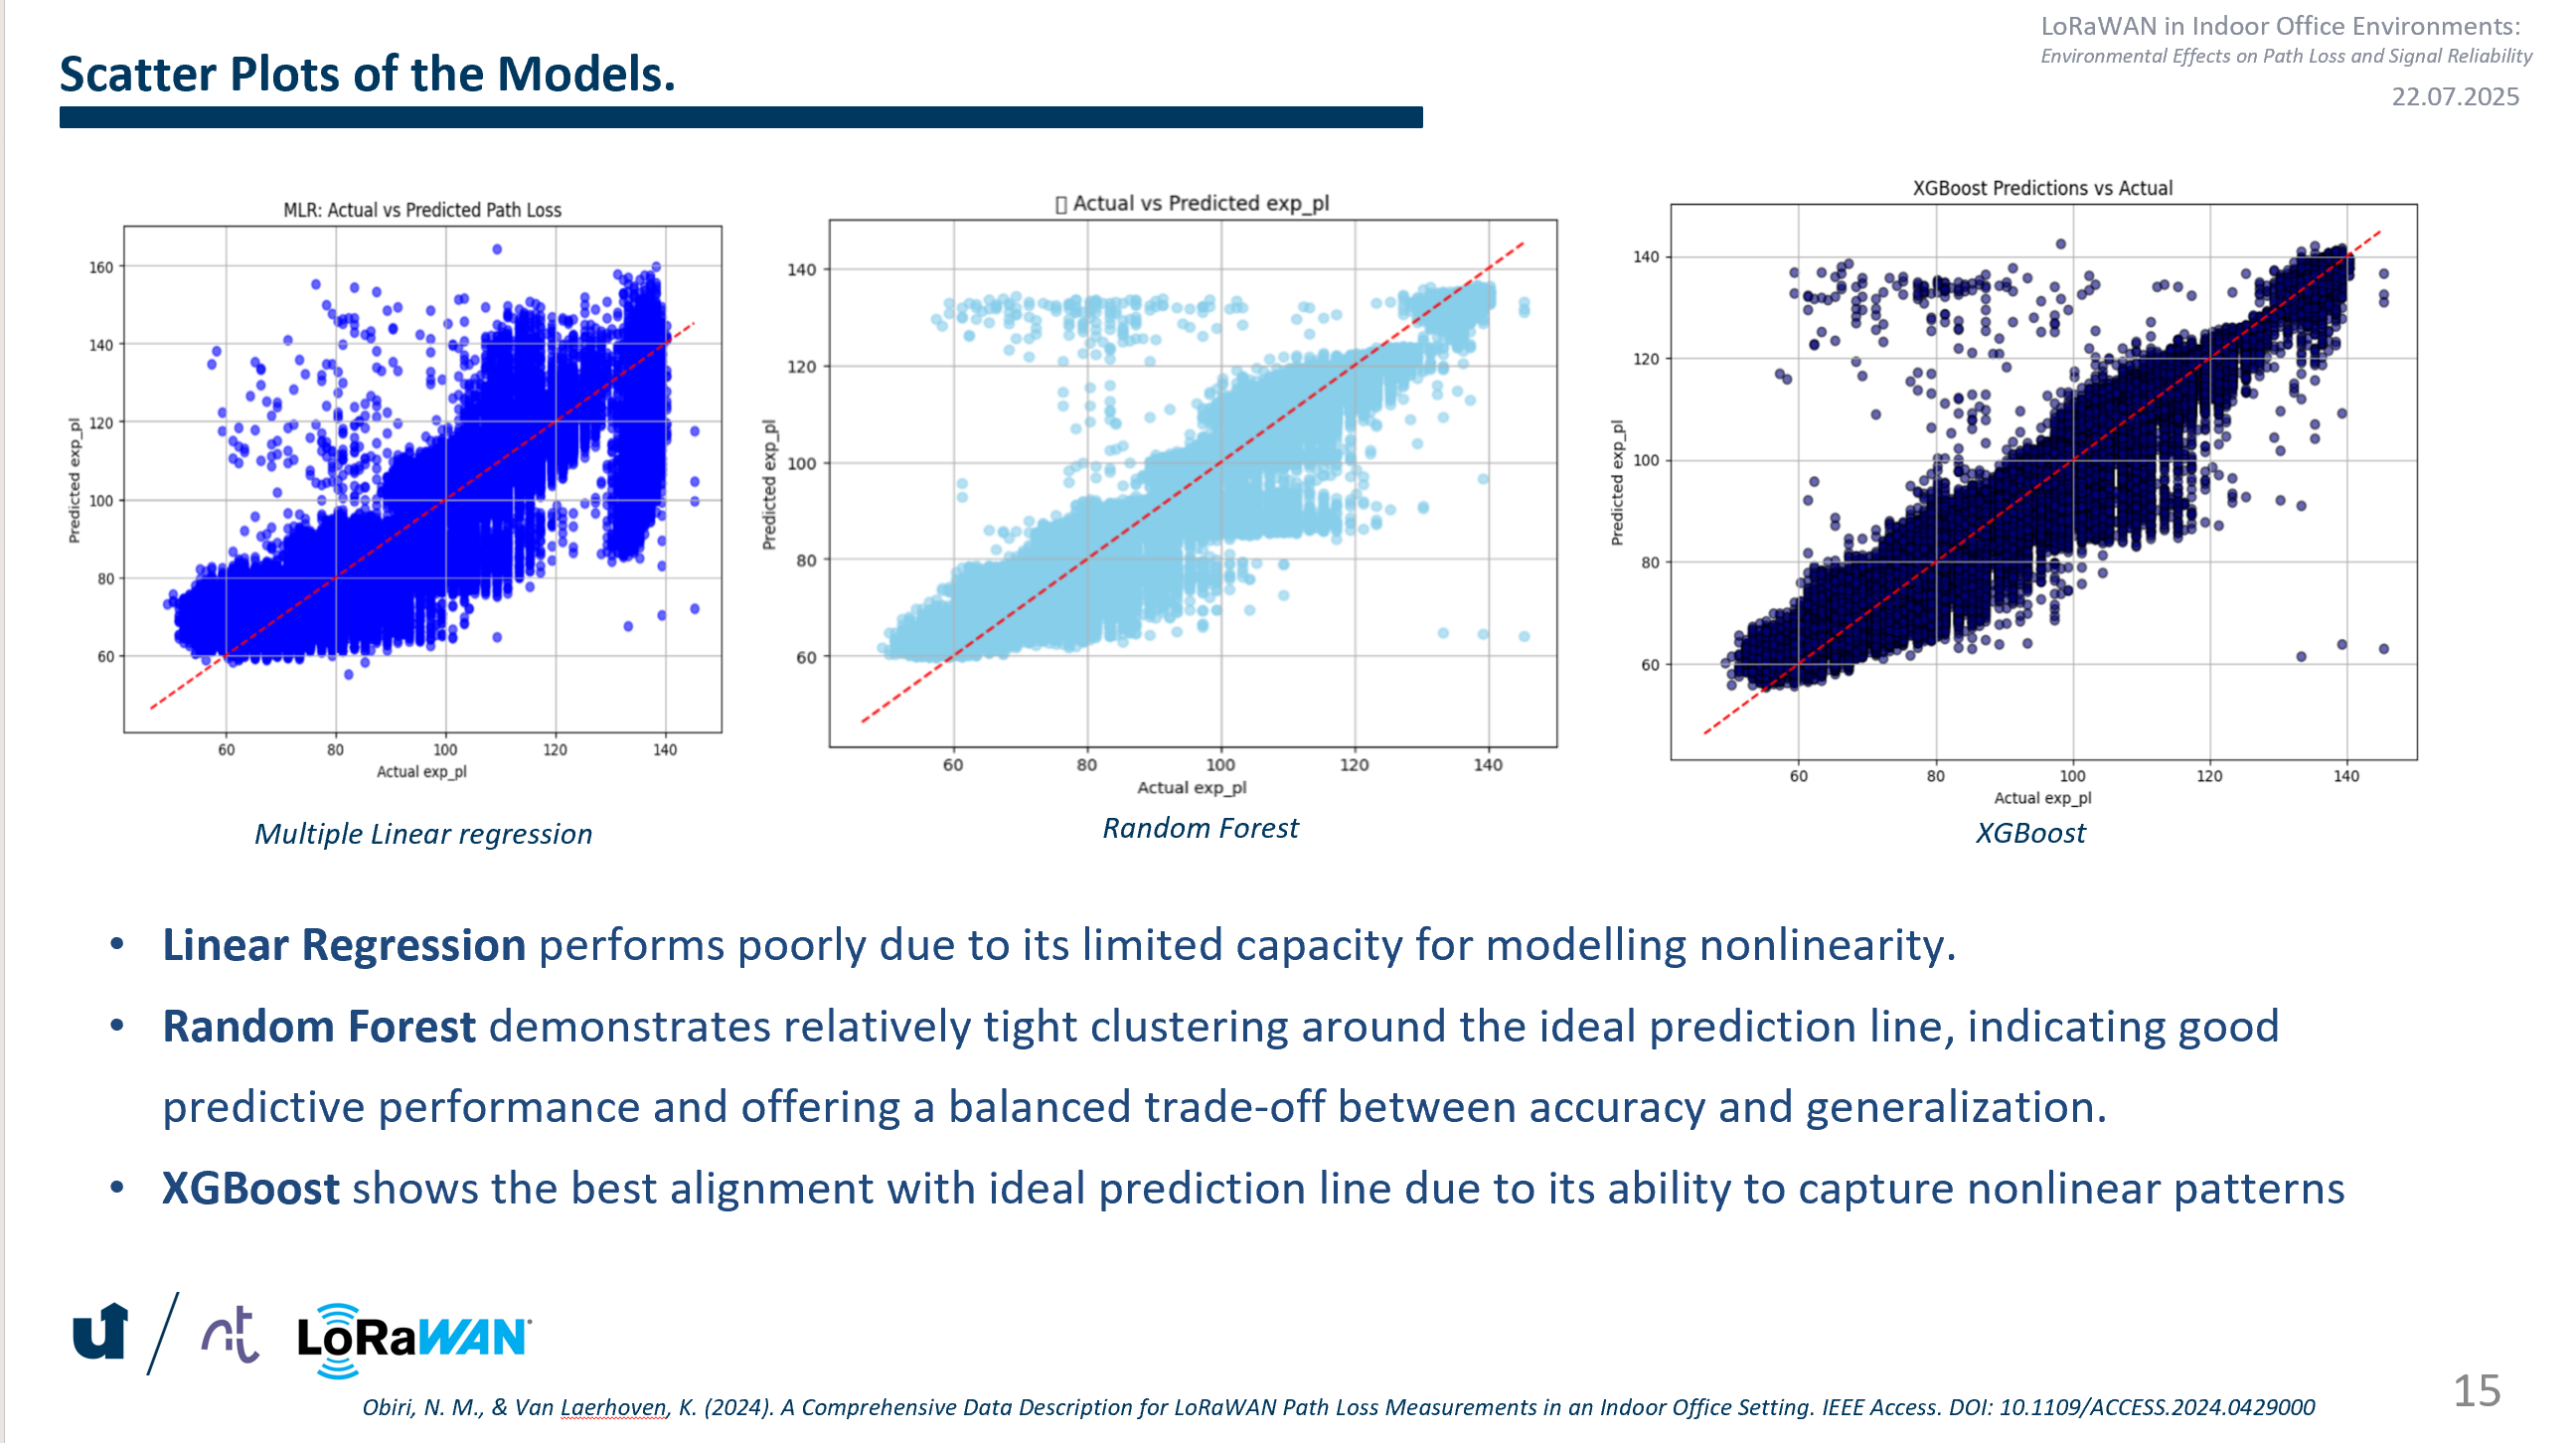 LoRaWAN in Indoor Office Environments:
Environmental Effects on Path Loss and Signal Reliability
22.07.2025
Scatter Plots of the Models.
MLR: Actual vs Predicted Path Loss
160
140
120
100
80
60
Predicted exp_pl
60 80 100 120 140
Actual exp_pl
Multiple Linear regression
Actual vs Predicted exp_pl
140
120
100
80
60
Predicted exp_pl
60 80 100 120 140
Actual exp_pl
Random Forest
XGBoost Predictions vs Actual
140
120
100
80
60
Predicted exp_pl
60 80 100 120 140
Actual exp_pl
XGBoost
• Linear Regression performs poorly due to its limited capacity for modelling nonlinearity.
• Random Forest demonstrates relatively tight clustering around the ideal prediction line, indicating good
predictive performance and offering a balanced trade-off between accuracy and generalization.
• XGBoost shows the best alignment with ideal prediction line due to its ability to capture nonlinear patterns
LoRaWAN
Obiri, N. M., & Van Laerhoven, K. (2024). A Comprehensive Data Description for LoRaWAN Path Loss Measurements in an Indoor Office Setting. IEEE Access. DOI: 10.1109/ACCESS.2024.0429000
15